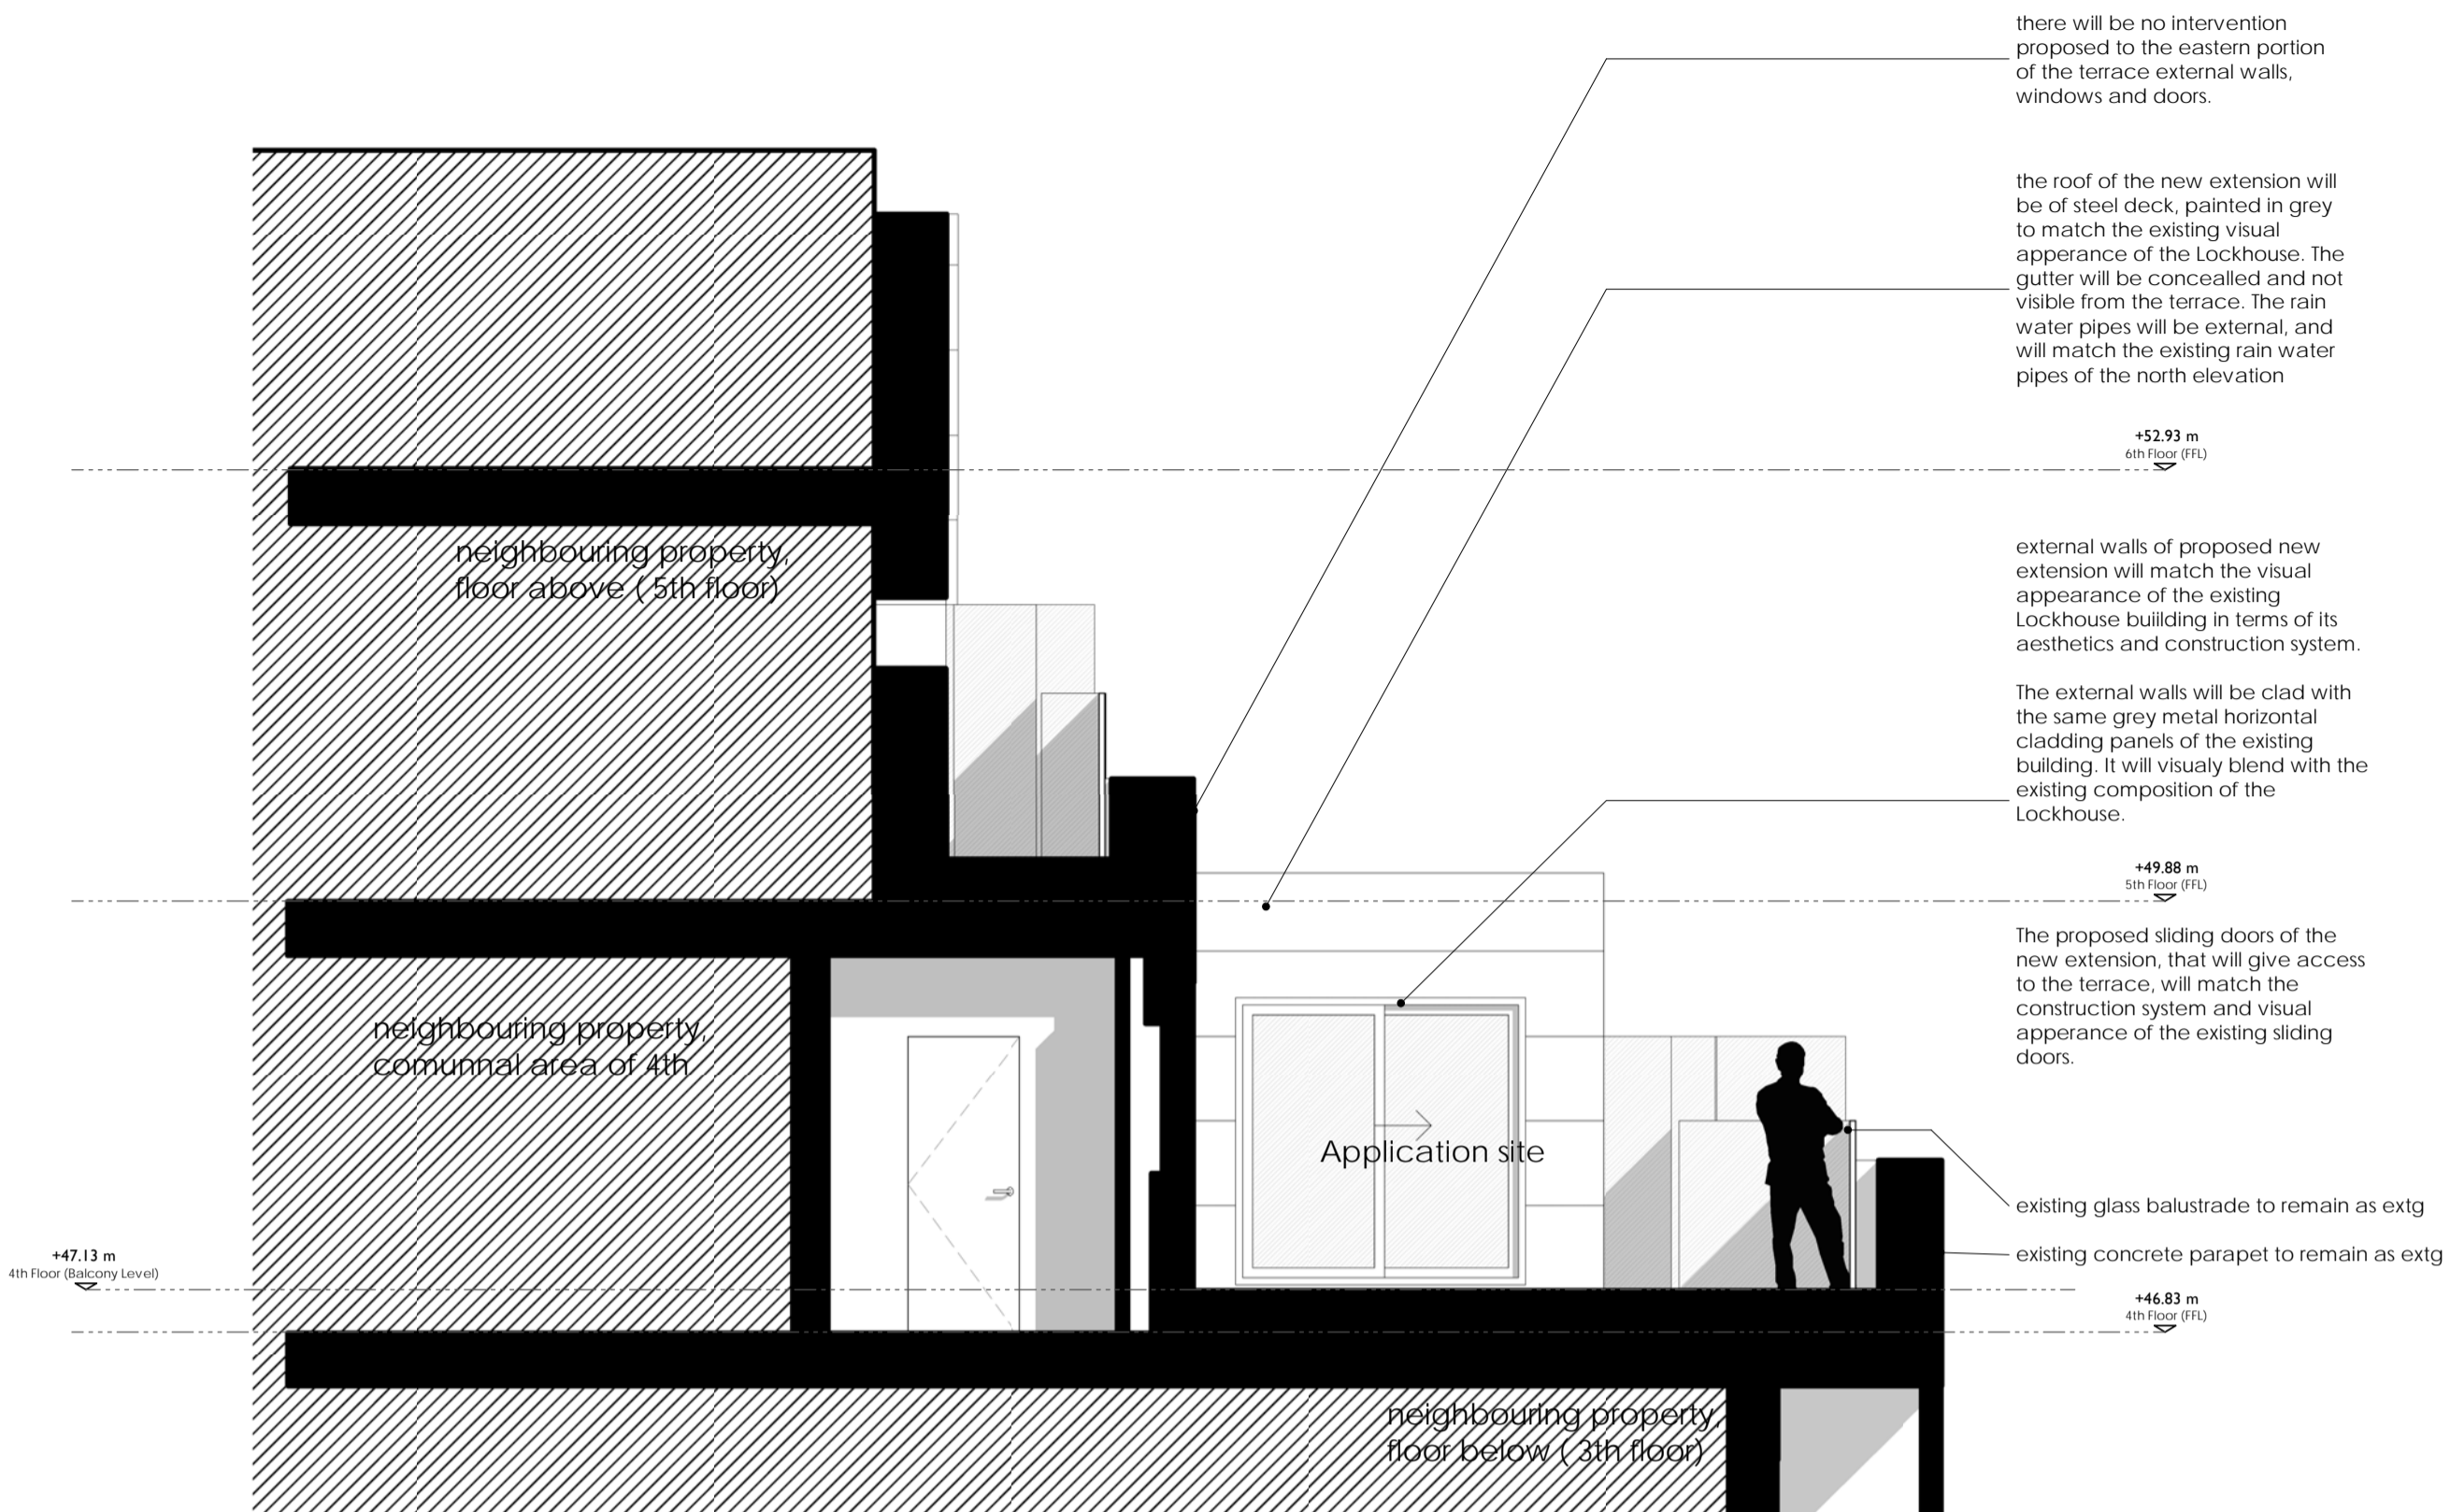 there will be no intervention
proposed to the eastern portion
of the terrace external walls,
windows and doors.
the roof of the new extension will
be of steel deck, painted in grey
to match the existing visual
apperance of the Lockhouse. The
gutter will be concealled and not
visible from the terrace. The rain
water pipes will be external, and
will match the existing rain water
pipes of the north elevation
+52.93 m
6th Floor (FFL)
neighbouring property,
floor above ( 5th floor)
external walls of proposed new
extension will match the visual
appearance of the existing
Lockhouse buiilding in terms of its
aesthetics and construction system.
The external walls will be clad with
the same grey metal horizontal
cladding panels of the existing
building. It will visualy blend with the
existing composition of the
Lockhouse.
+49.88 m
5th Floor (FFL)
The proposed sliding doors of the
new extension, that will give access
to the terrace, will match the
construction system and visual
apperance of the existing sliding
doors.
neighbouring property,
comunnal area of 4th
Application site
existing glass balustrade to remain as extg
existing concrete parapet to remain as extg
+47.13 m
4th Floor (Balcony Level)
+46.83 m
4th Floor (FFL)
neighbouring property,
floor below ( 3th floor)